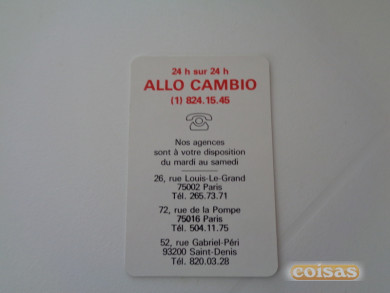 24 h sur 24 h
ALLO CAMBIO
(1) 824.15.45
Nos agences
sont à votre disposition
du mardi au samedi
26, rue Louis-Le-Grand
75002 Paris
Tél. 265.73.71
72, rue de la Pompe
75016 Paris
Tél. 504.11.75
52, rue Gabriel-Péri
93200 Saint-Denis
Tél. 820.03.28
coisas